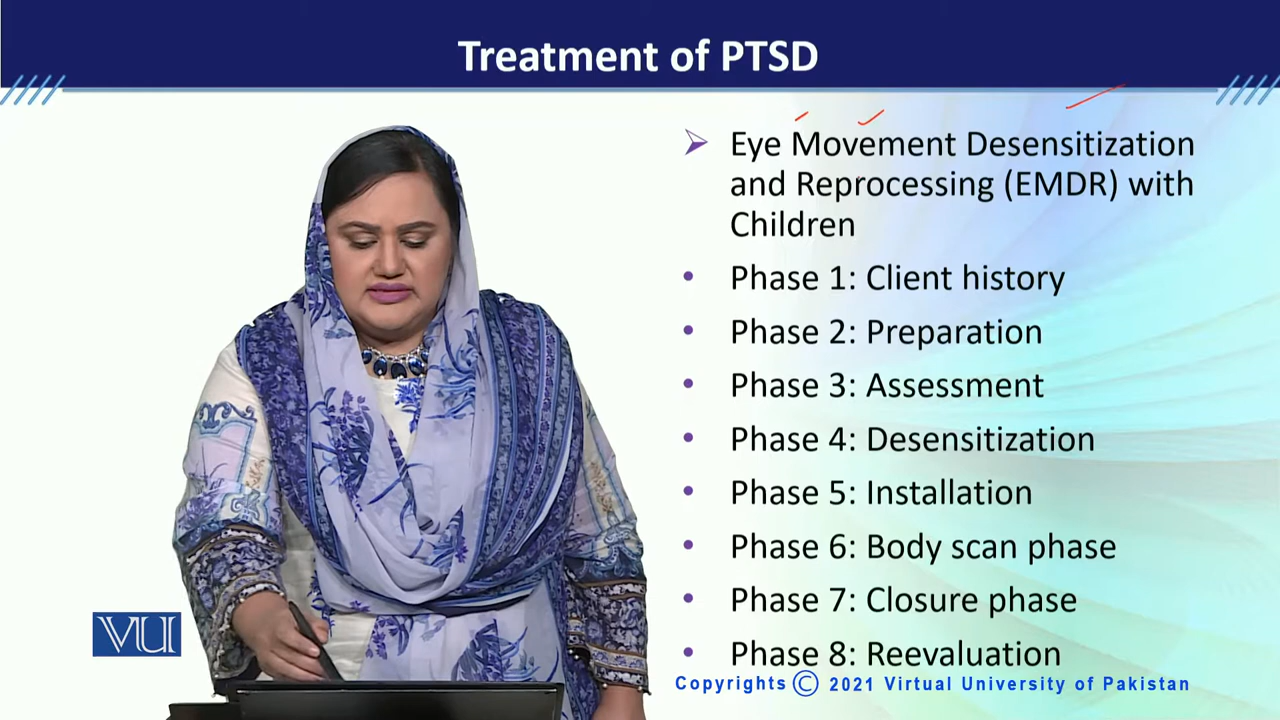 Treatment of PTSD
Eye Movement Desensitization
and Reprocessing (EMDR) with
Children
Phase 1: Client history
Phase 2: Preparation
Phase 3: Assessment
Phase 4: Desensitization
Phase 5: Installation
Phase 6: Body scan phase
Phase 7: Closure phase
Phase 8: Reevaluation
VU
Copyrights © 2021 Virtual University of Pakistan